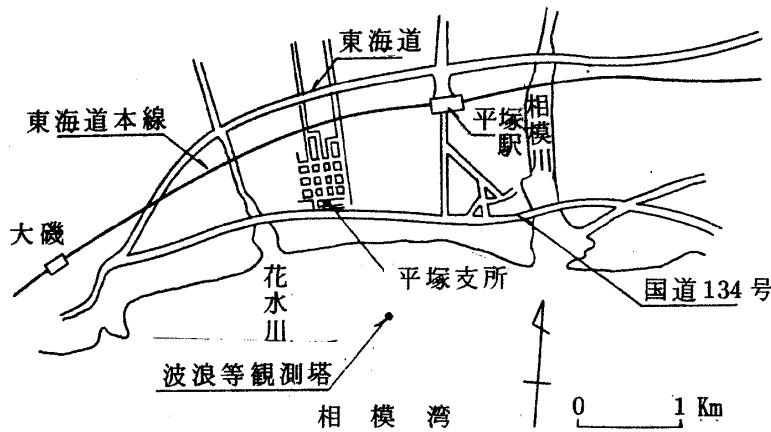 東海道
東海道本線
平塚駅
相模川
大磯
花水川
平塚支所
国道134号
波浪等観測塔
相模湾
0 1 Km